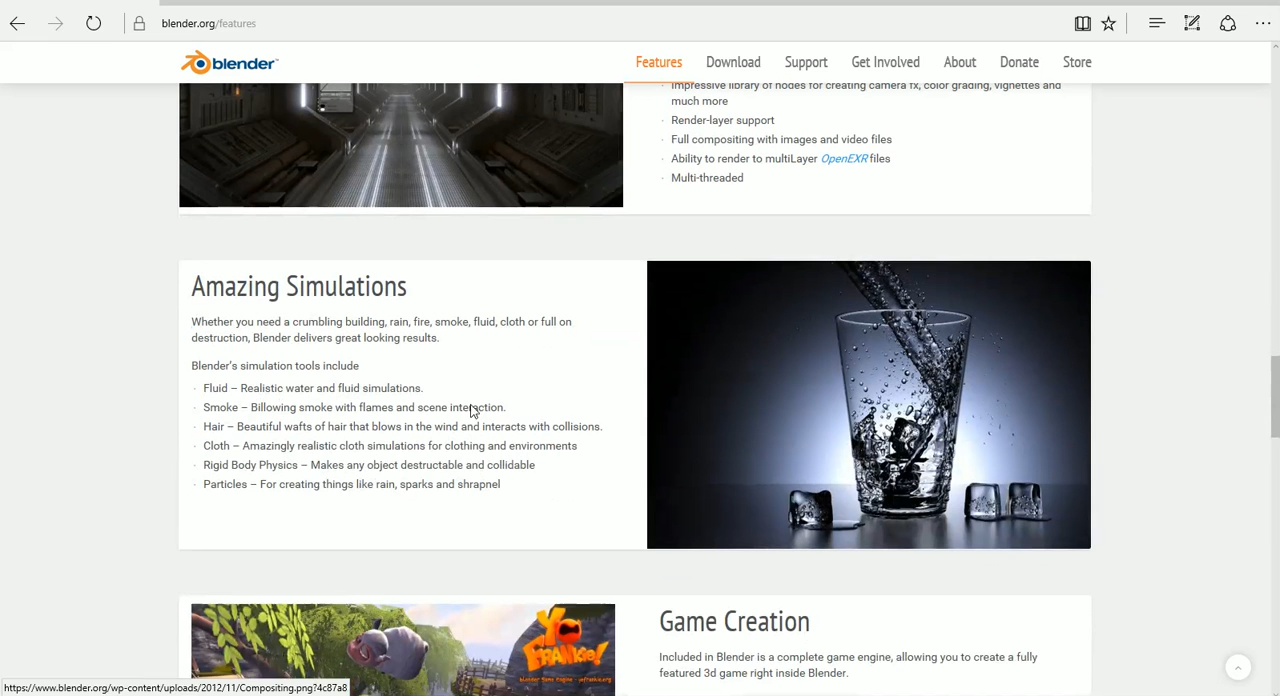 blender.org/features
blender
Features
Download
Support
Get Involved
About
Donate
Store
Impressive library of nodes for creating camera fx, color grading, vignettes and
much more
Render-layer support
Full compositing with images and video files
Ability to render to multiLayer OpenEXR files
Multi-threaded
Amazing Simulations
Whether you need a crumbling building, rain, fire, smoke, fluid, cloth or full on
destruction, Blender delivers great looking results.
Blender's simulation tools include
Fluid – Realistic water and fluid simulations.
Smoke – Billowing smoke with flames and scene interaction.
Hair – Beautiful wafts of hair that blows in the wind and interacts with collisions.
Cloth – Amazingly realistic cloth simulations for clothing and environments
Rigid Body Physics – Makes any object destructable and collidable
Particles – For creating things like rain, sparks and shrapnel
Yo
Frankie!
Game Creation
Included in Blender is a complete game engine, allowing you to create a fully
featured 3d game right inside Blender.
https://www.blender.org/wp-content/uploads/2012/11/Compositing.png?4c87a8